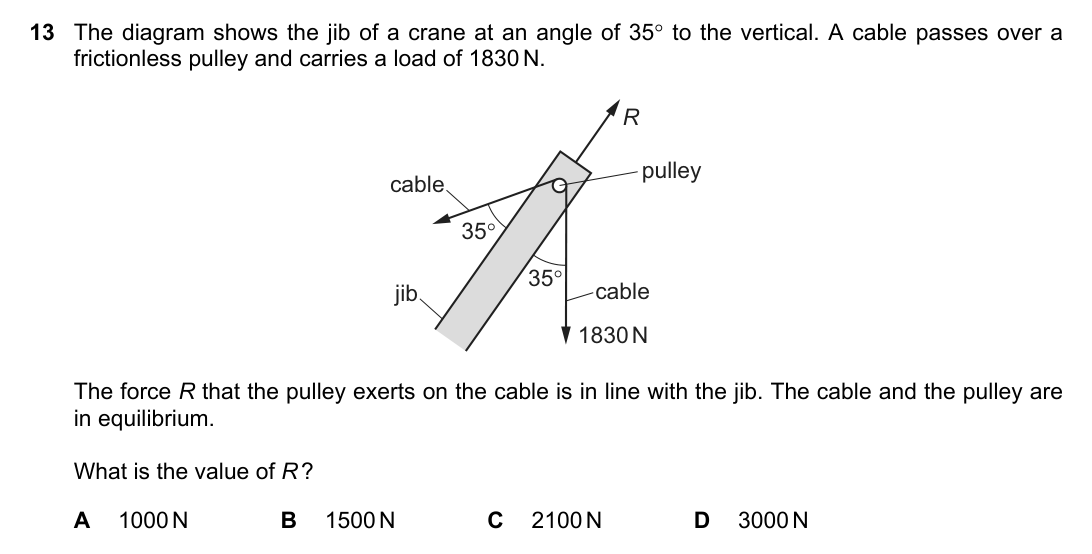 13 The diagram shows the jib of a crane at an angle of 35° to the vertical. A cable passes over a
frictionless pulley and carries a load of 1830 N.
R
pulley
cable
35°
35°
jib
cable
1830 N
The force R that the pulley exerts on the cable is in line with the jib. The cable and the pulley are
in equilibrium.
What is the value of R?
A 1000 N B 1500 N C 2100 N D 3000 N